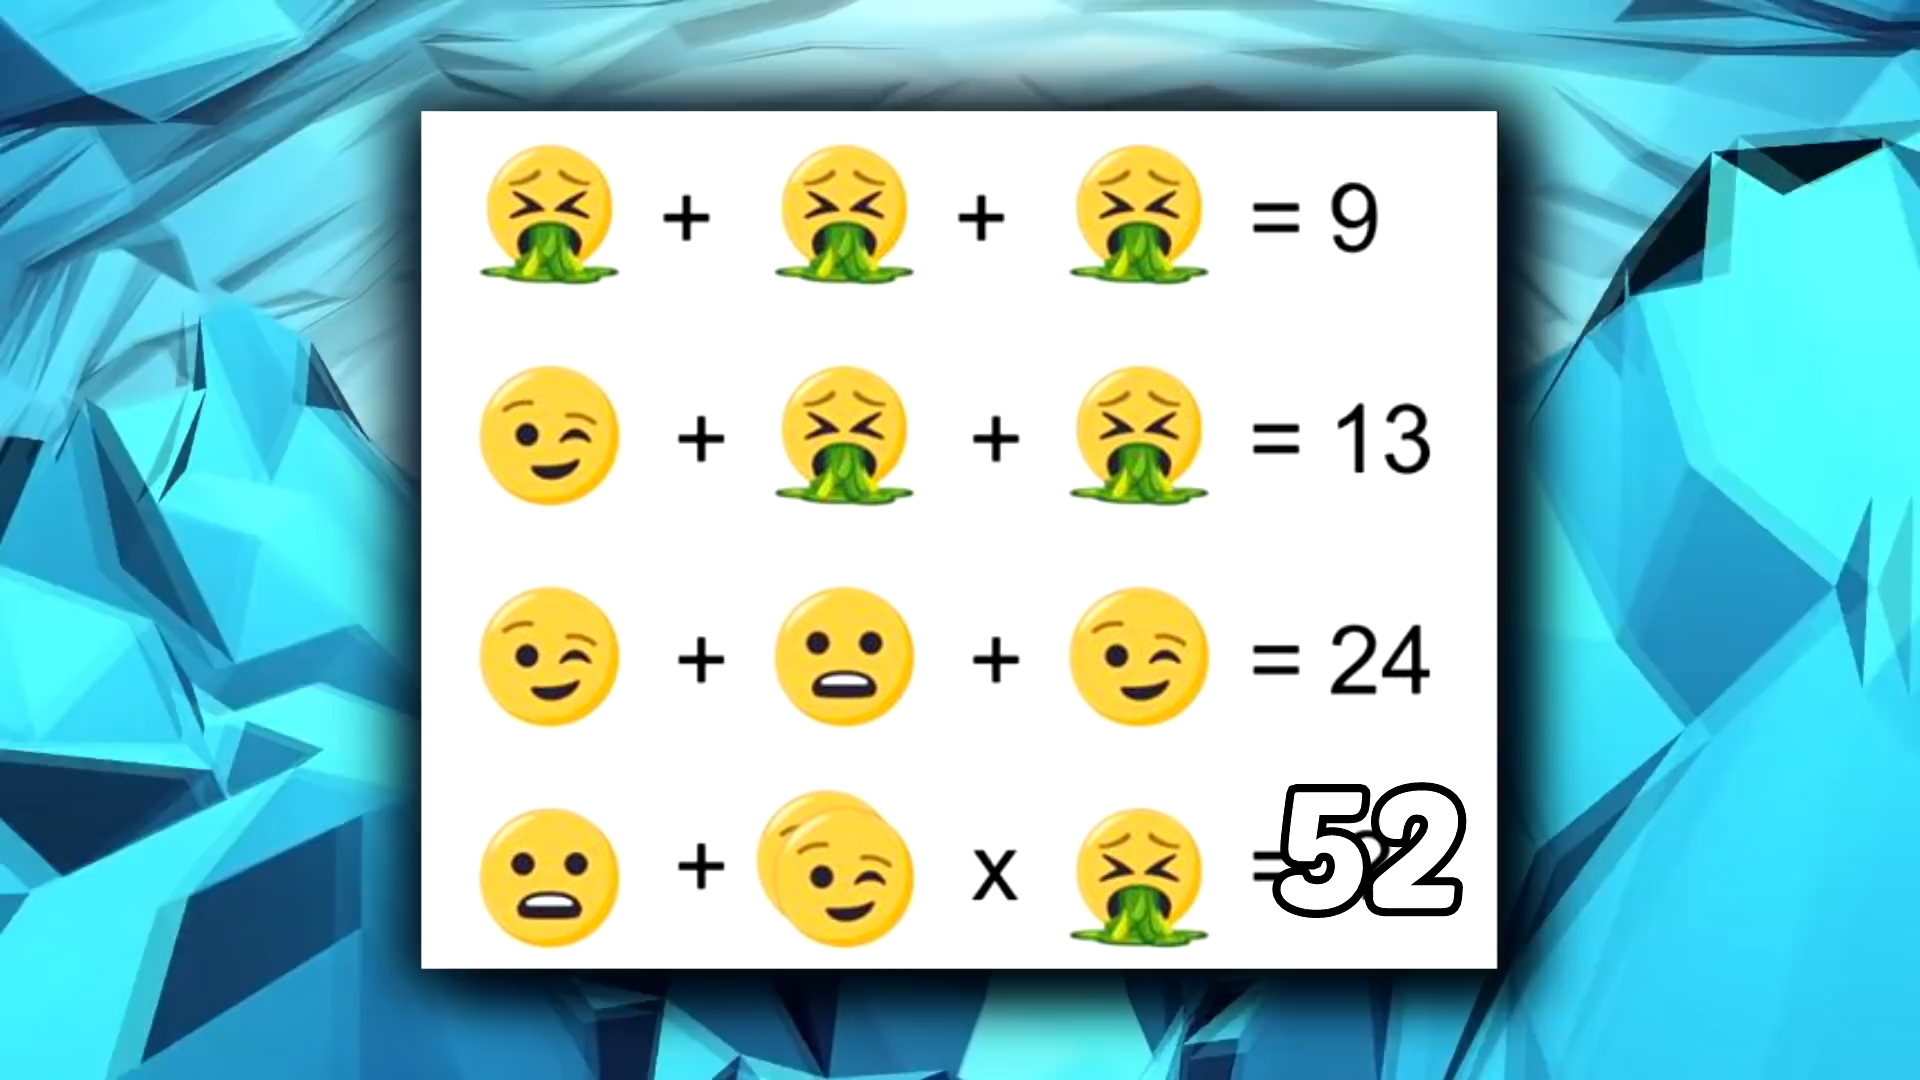 + + = 9
+ + = 13
+ + = 24
+ x = 52